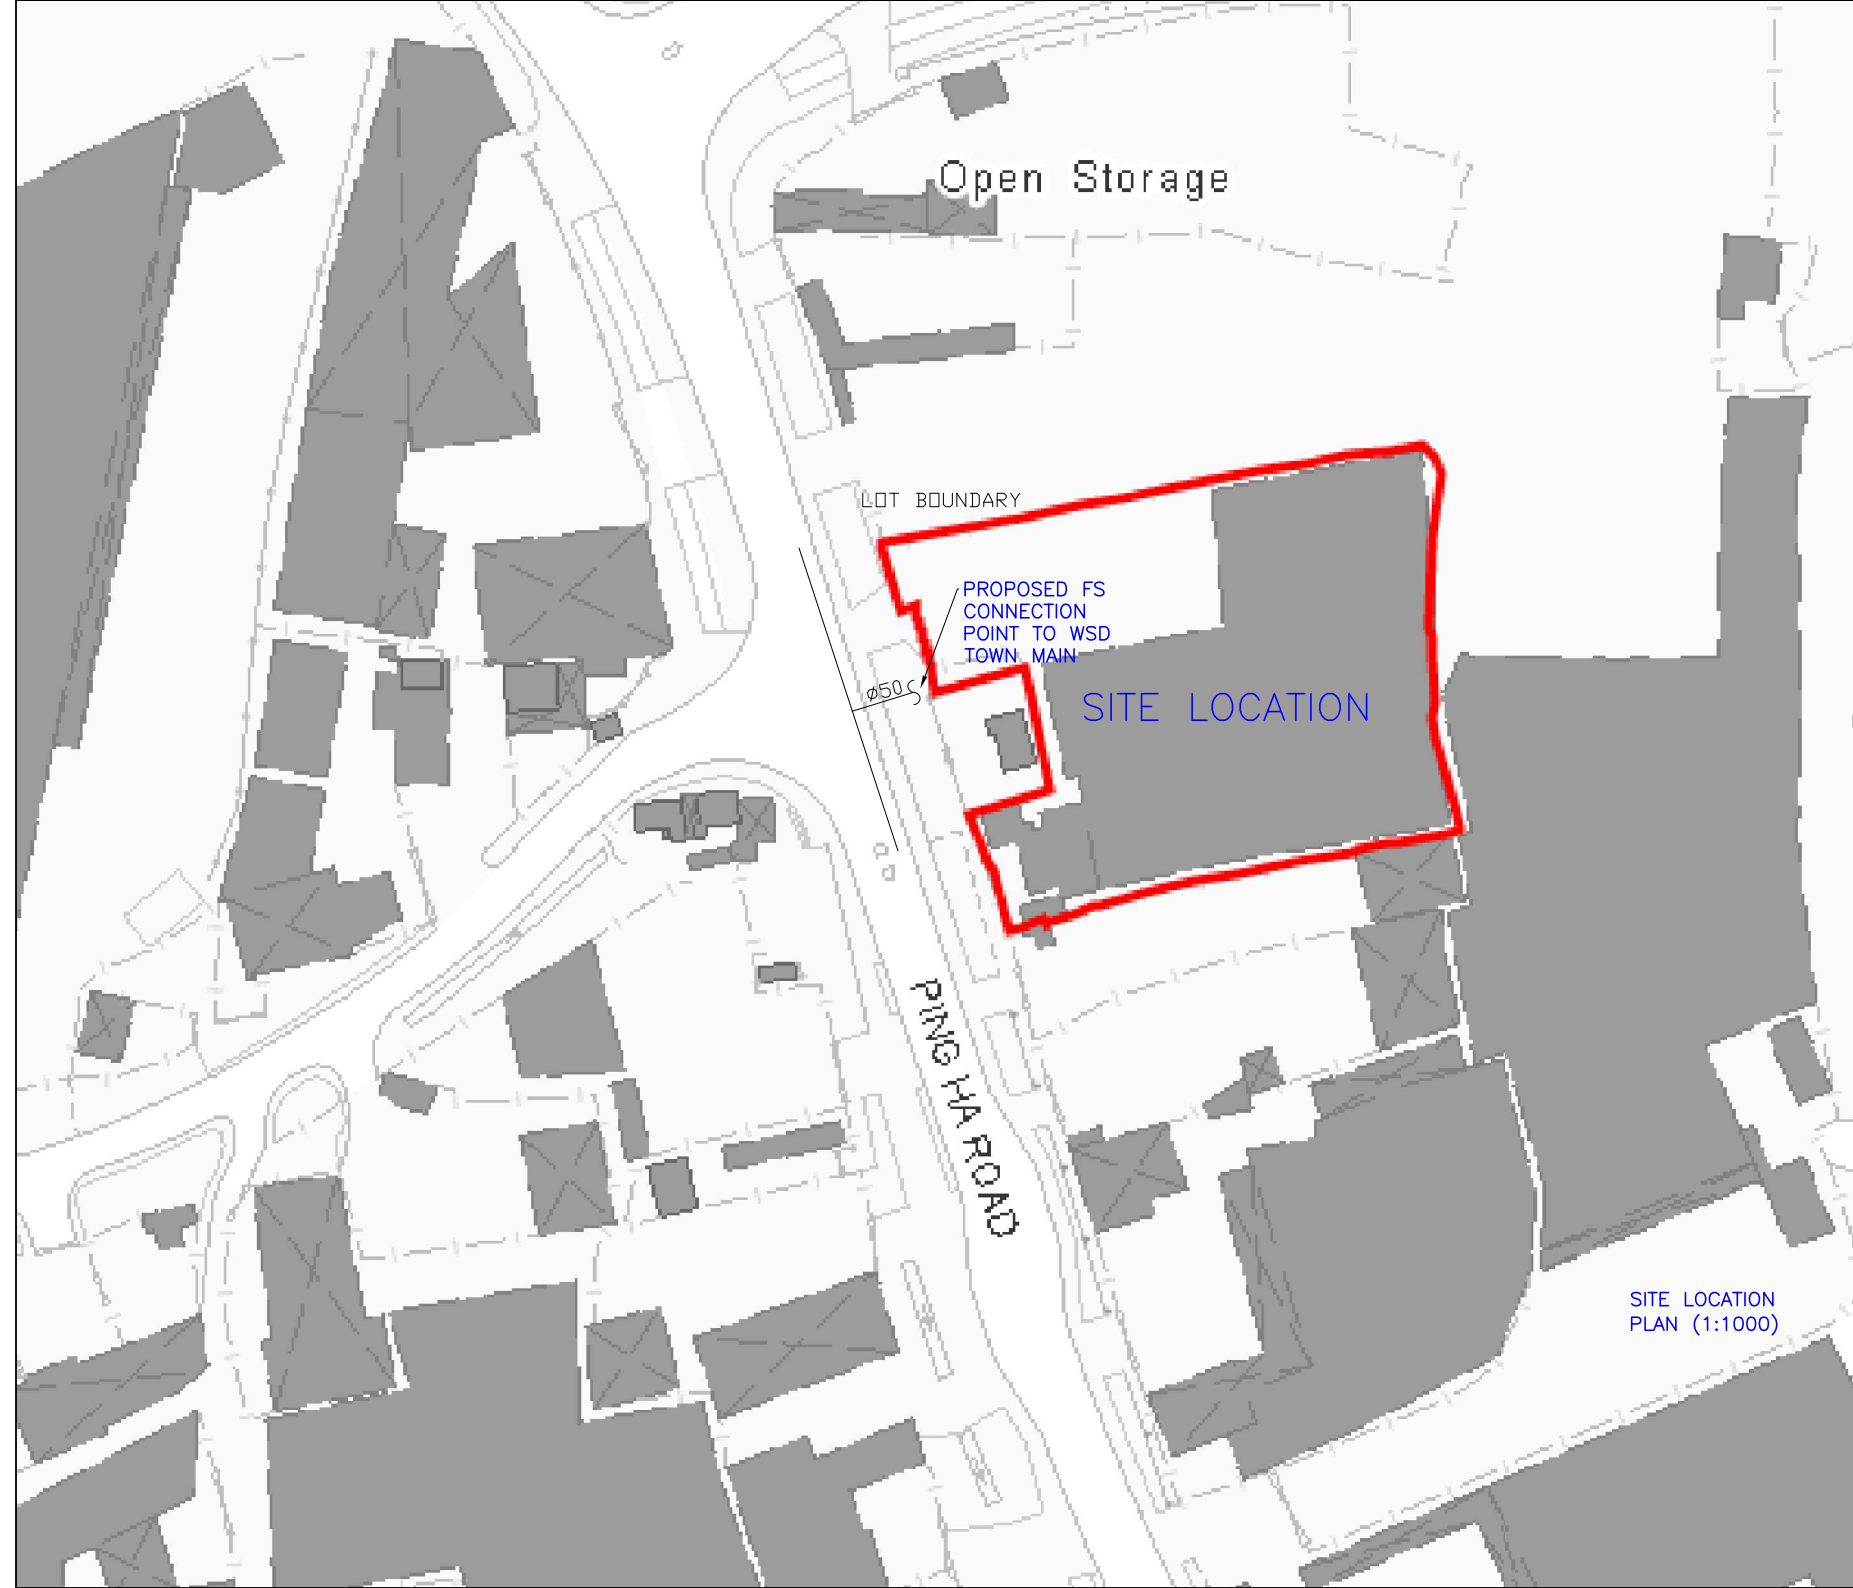 Open Storage
LOT BOUNDARY
PROPOSED FS
CONNECTION
POINT TO WSD
TOWN MAIN
ø50
SITE LOCATION
PING HA ROAD
SITE LOCATION
PLAN (1:1000)